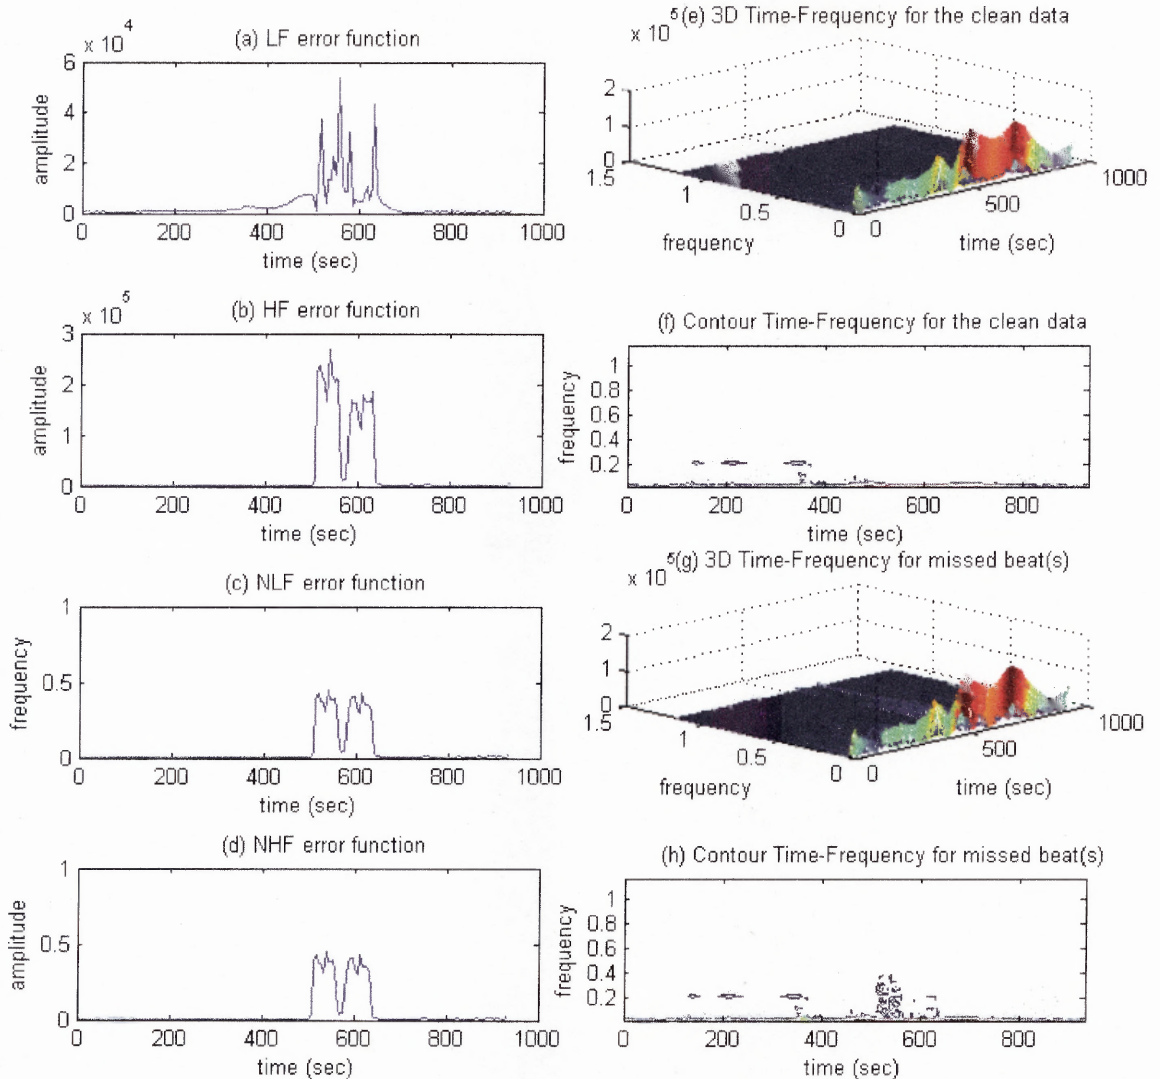 (a) LF error function
x 10^4
6
4
2
0
amplitude
0 200 400 600 800 1000
time (sec)
(b) HF error function
x 10^5
3
2
1
0
amplitude
0 200 400 600 800 1000
time (sec)
(c) NLF error function
1
0.5
0
frequency
0 200 400 600 800 1000
time (sec)
(d) NHF error function
1
0.5
0
amplitude
0 200 400 600 800 1000
time (sec)
x 10^5 (e) 3D Time-Frequency for the clean data
2
1
0
1.5
1
0.5
0
0
500
1000
frequency
time (sec)
(f) Contour Time-Frequency for the clean data
1
0.8
0.6
0.4
0.2
frequency
0 200 400 600 800
time (sec)
x 10^5 (g) 3D Time-Frequency for missed beat(s)
2
1
0
1.5
1
0.5
0
0
500
1000
frequency
time (sec)
(h) Contour Time-Frequency for missed beat(s)
1
0.8
0.6
0.4
0.2
frequency
0 200 400 600 800
time (sec)